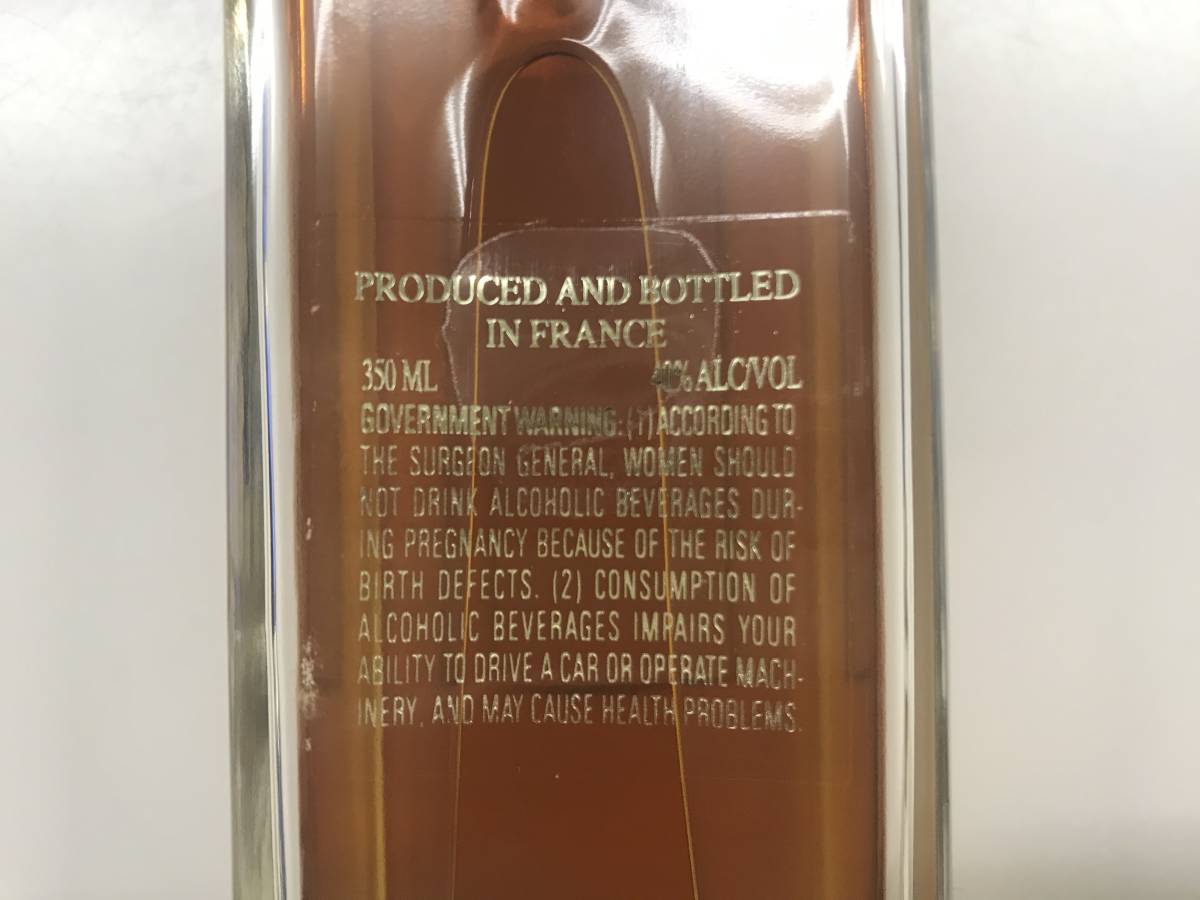 PRODUCED AND BOTTLED
IN FRANCE
350 ML 40% ALC/VOL
GOVERNMENT WARNING: (1) ACCORDING TO
THE SURGEON GENERAL, WOMEN SHOULD
NOT DRINK ALCOHOLIC BEVERAGES DUR-
ING PREGNANCY BECAUSE OF THE RISK OF
BIRTH DEFECTS. (2) CONSUMPTION OF
ALCOHOLIC BEVERAGES IMPAIRS YOUR
ABILITY TO DRIVE A CAR OR OPERATE MACH-
INERY, AND MAY CAUSE HEALTH PROBLEMS.